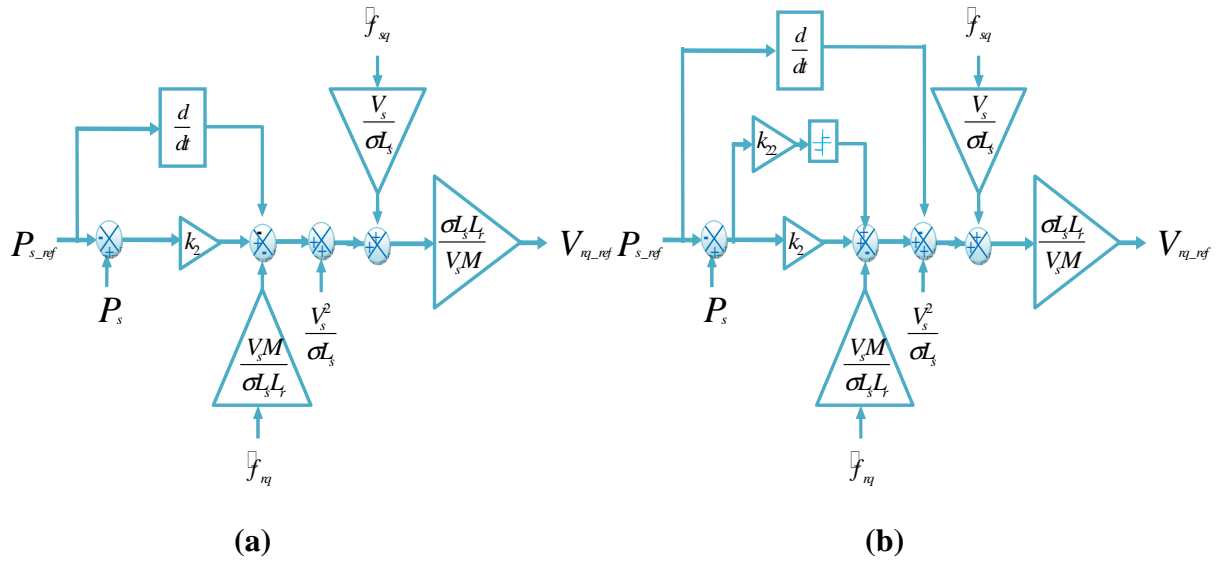 f_sq
f_sq
d/dt
d/dt
V_s/σL_s
V_s/σL_s
k_22
P_s_ref
k_2
σL_sL_r/V_sM
V_rq_ref
P_s_ref
k_2
σL_sL_r/V_sM
V_rq_ref
P_s
V_sM/σL_sL_r
V_s^2/σL_s
P_s
V_sM/σL_sL_r
V_s^2/σL_s
f_rq
f_rq
(a)
(b)